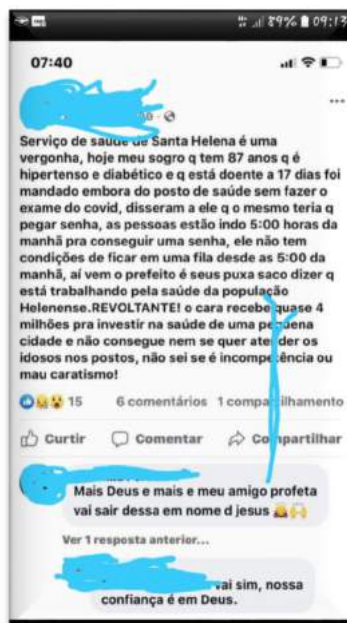 89% 09:13
07:40
Serviço de saúde de Santa Helena é uma
vergonha, hoje meu sogro q tem 87 anos q é
hipertenso e diabético e q está doente a 17 dias foi
mandado embora do posto de saúde sem fazer o
exame do covid, disseram a ele q o mesmo teria q
pegar senha, as pessoas estão indo 5:00 horas da
manhã pra conseguir uma senha, ele não tem
condições de ficar em uma fila desde as 5:00 da
manhã, aí vem o prefeito é seus puxa saco dizer q
está trabalhando pela saúde da população
Helenense.REVOLTANTE! o cara recebe quase 4
milhões pra investir na saúde de uma pequena
cidade e não consegue nem se quer atender os
idosos nos postos, não sei se é incompetência ou
mau caratismo!
15 6 comentários 1 compartilhamento
Curtir Comentar Compartilhar
Mais Deus e mais e meu amigo profeta
vai sair dessa em nome d jesus
Ver 1 resposta anterior...
vai sim, nossa
confiança é em Deus.